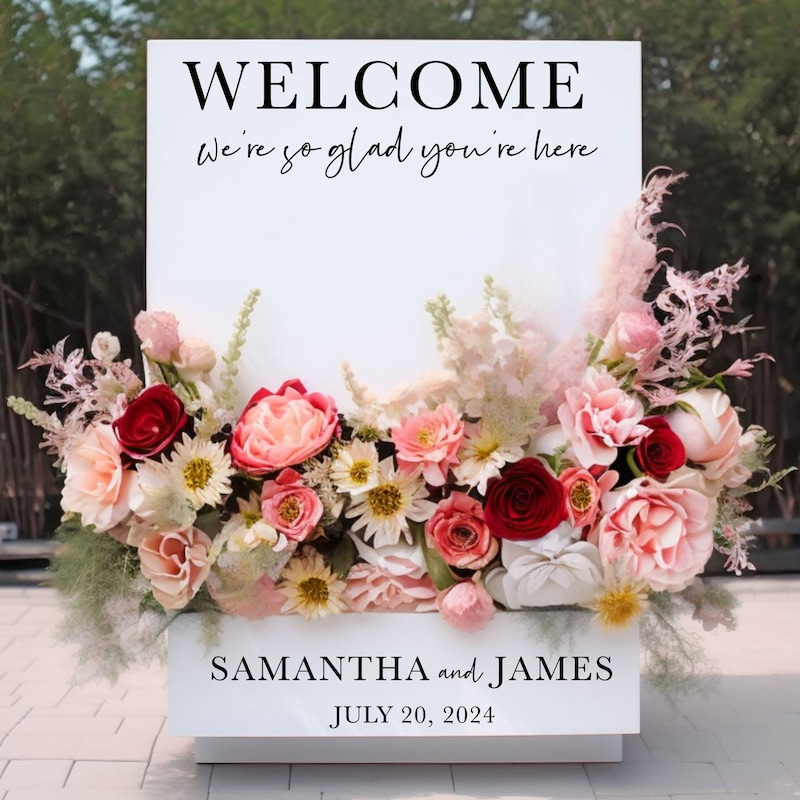 WELCOME
we're so glad you're here
SAMANTHA and JAMES
JULY 20, 2024